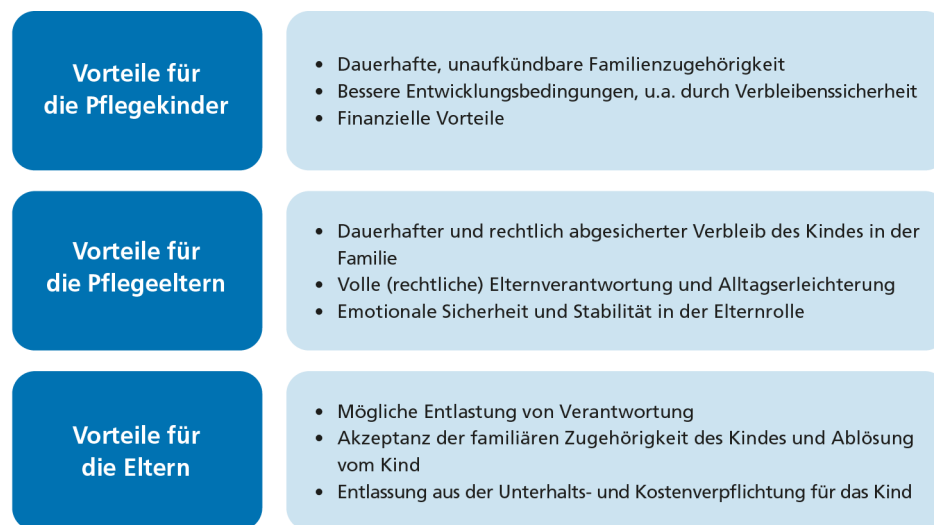 Vorteile für
die Pflegekinder
• Dauerhafte, unaufkündbare Familienzugehörigkeit
• Bessere Entwicklungsbedingungen, u.a. durch Verbleibenssicherheit
• Finanzielle Vorteile
Vorteile für
die Pflegeeltern
• Dauerhafter und rechtlich abgesicherter Verbleib des Kindes in der
Familie
• Volle (rechtliche) Elternverantwortung und Alltagserleichterung
• Emotionale Sicherheit und Stabilität in der Elternrolle
Vorteile für
die Eltern
• Mögliche Entlastung von Verantwortung
• Akzeptanz der familiären Zugehörigkeit des Kindes und Ablösung
vom Kind
• Entlassung aus der Unterhalts- und Kostenverpflichtung für das Kind